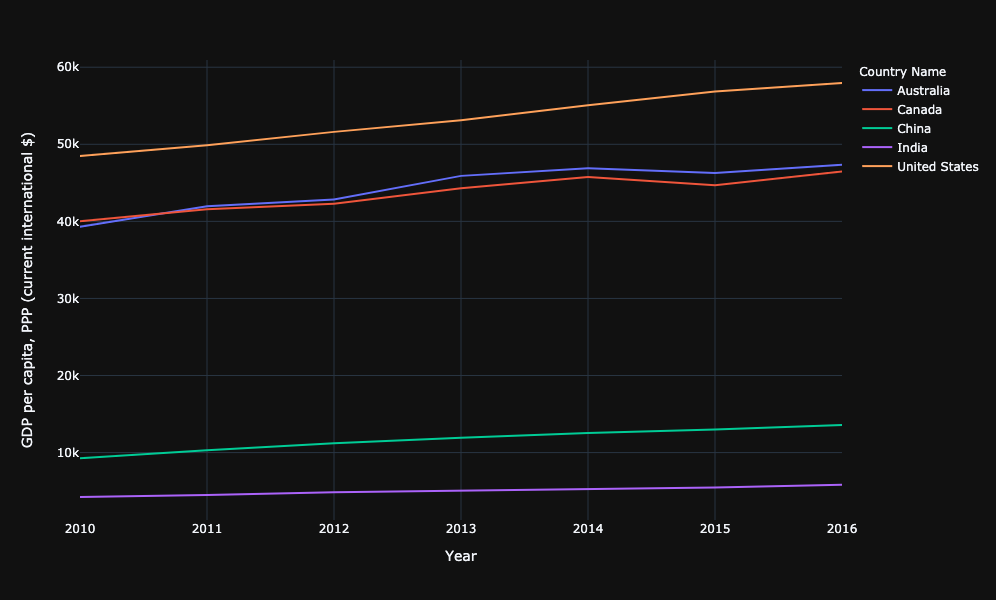 60k
50k
40k
30k
20k
10k
GDP per capita, PPP (current international $)
2010 2011 2012 2013 2014 2015 2016
Year
Country Name
Australia
Canada
China
India
United States